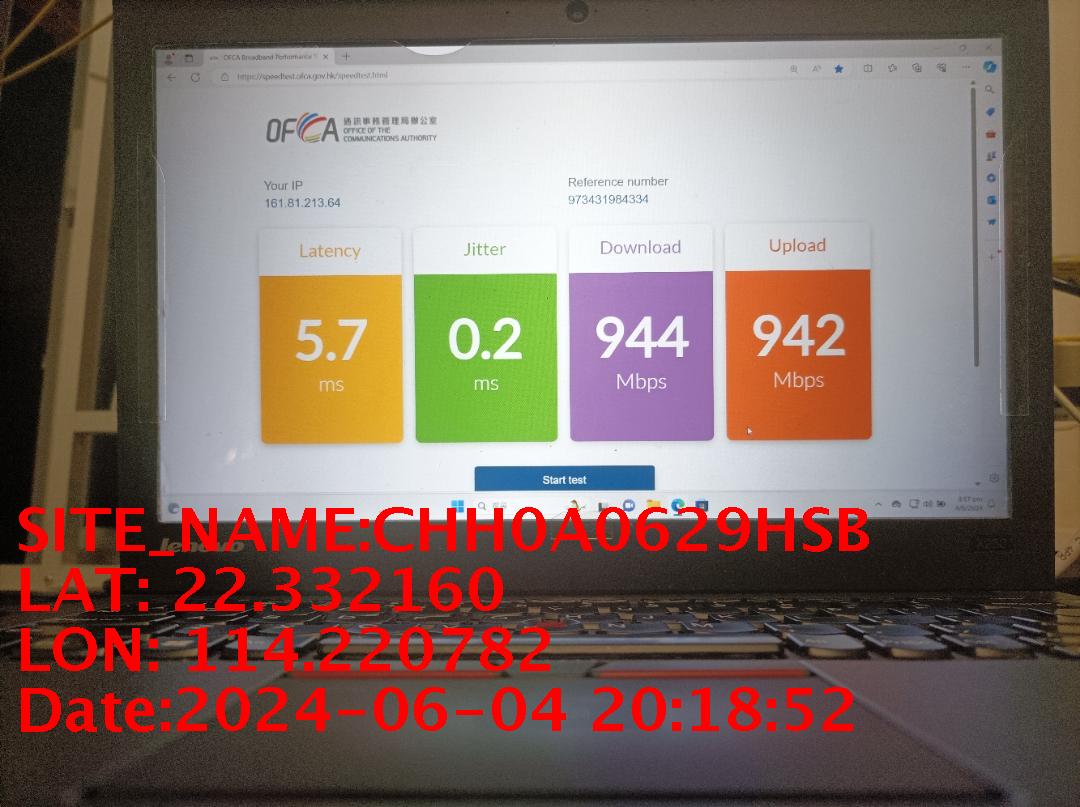 OFCA Broadband Performance T
https://speedtest.ofca.gov.hk/speedtest.html
OFCA
通訊事務管理局辦公室
OFFICE OF THE
COMMUNICATIONS AUTHORITY
Your IP
161.81.213.64
Reference number
973431984334
Latency
5.7
ms
Jitter
0.2
ms
Download
944
Mbps
Upload
942
Mbps
Start test
SITE_NAME:CHH0A0629HSB
lenovo
LAT: 22.332160
LON: 114.220782
Date:2024-06-04 20:18:52